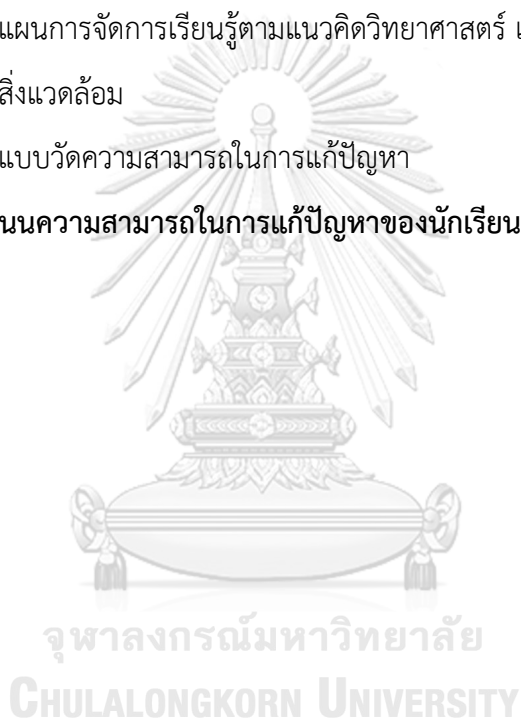 แผนการจัดการเรียนรู้ตามแนวคิดวิทยาศาสตร์ เ
สิ่งแวดล้อม
แบบวัดความสามารถในการแก้ปัญหา
นนความสามารถในการแก้ปัญหาของนักเรียน
จุฬาลงกรณ์มหาวิทยาลัย
CHULALONGKORN UNIVERSITY